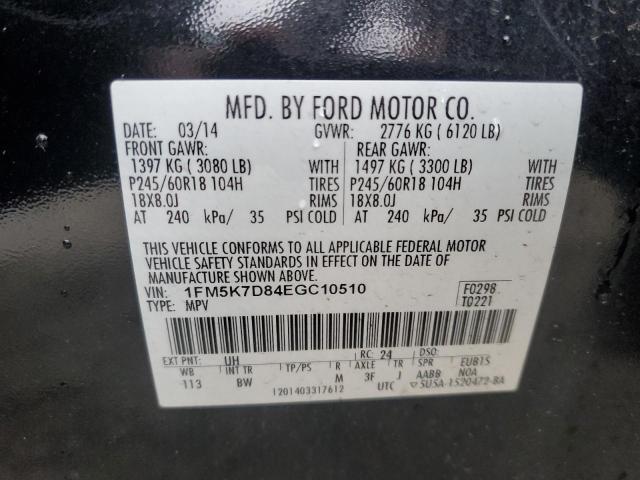 MFD. BY FORD MOTOR CO.
DATE: 03/14 GVWR: 2776 KG ( 6120 LB)
FRONT GAWR: REAR GAWR:
1397 KG ( 3080 LB) WITH 1497 KG ( 3300 LB) WITH
P245/60R18 104H TIRES P245/60R18 104H TIRES
18X8.0J RIMS 18X8.0J RIMS
AT 240 kPa/ 35 PSI COLD AT 240 kPa/ 35 PSI COLD
THIS VEHICLE CONFORMS TO ALL APPLICABLE FEDERAL MOTOR
VEHICLE SAFETY STANDARDS IN EFFECT ON THE DATE OF
MANUFACTURE SHOWN ABOVE.
VIN: 1FM5K7D84EGC10510 F0298
TYPE: MPV T0221
EXT PNT: UH RC: 24 DSO:
WB INT TR TP/PS R AXLE TR SPR EUB1S
113 BW M 3F J AABB NOA
1201403317612 UTC ▽5U5A-1520472-BA